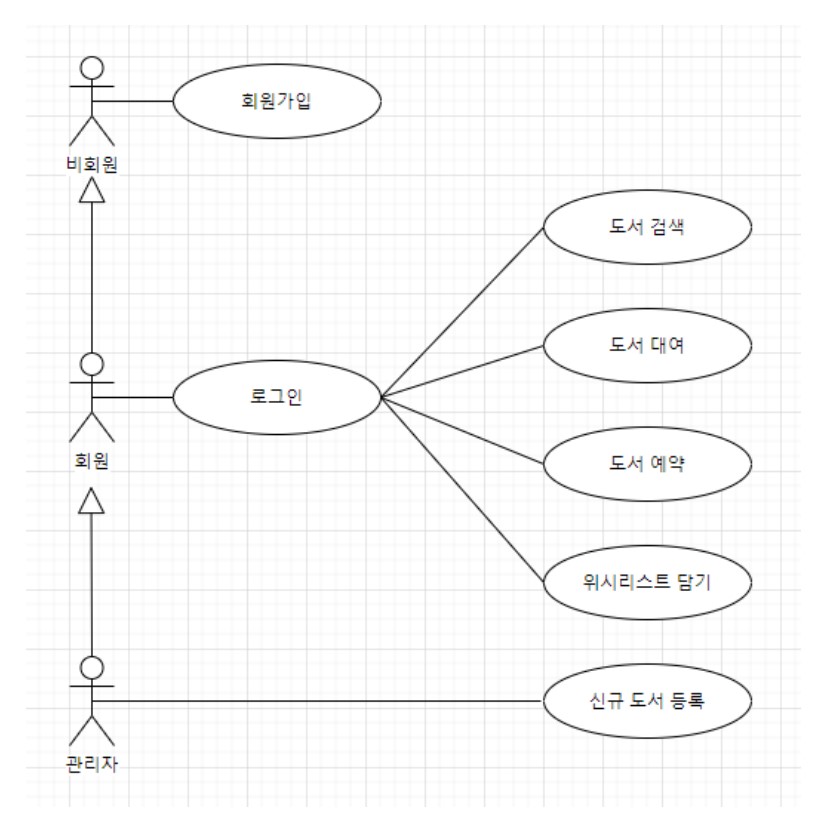 회원가입
비회원
도서 검색
도서 대여
로그인
회원
도서 예약
위시리스트 담기
신규 도서 등록
관리자